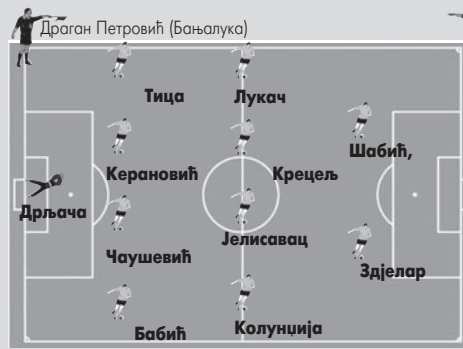 Драган Петровић (Бањалука)
Тица
Лукач
Шабић,
Керановић
Крецељ
Дрљача
Јелисавац
Чаушевић
Здјелар
Бабић
Колунџија